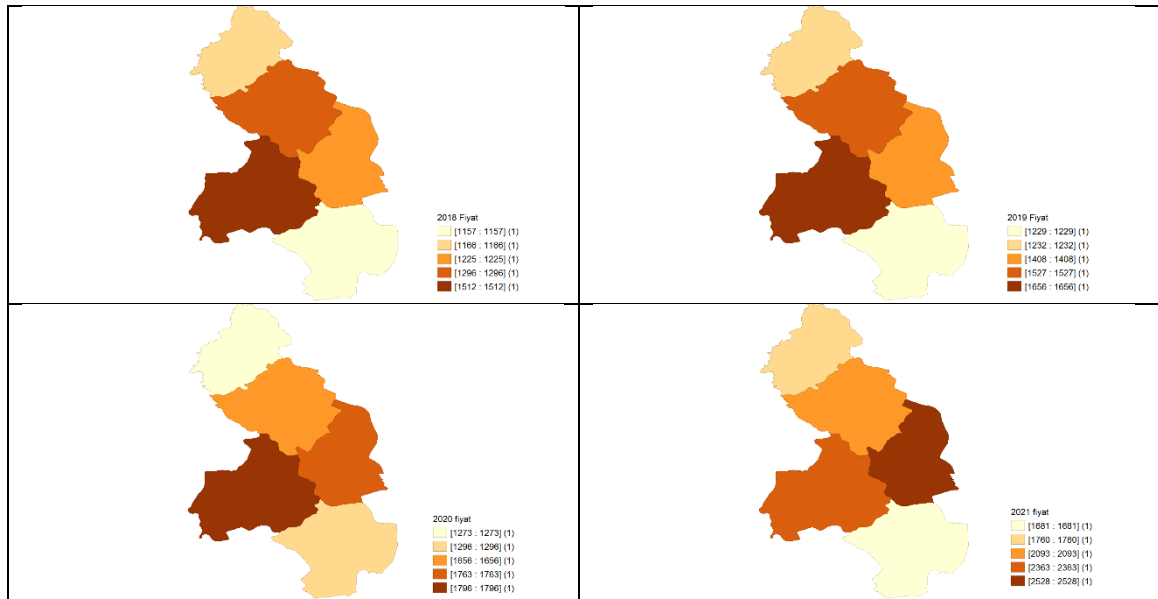 2018 Fiyat
[1157 : 1157] (1)
[1166 : 1166] (1)
[1225 : 1225] (1)
[1296 : 1296] (1)
[1512 : 1512] (1)
2019 Fiyat
[1229 : 1229] (1)
[1232 : 1232] (1)
[1408 : 1408] (1)
[1527 : 1527] (1)
[1656 : 1656] (1)
2020 fiyat
[1273 : 1273] (1)
[1296 : 1296] (1)
[1656 : 1656] (1)
[1763 : 1763] (1)
[1796 : 1796] (1)
2021 fiyat
[1681 : 1681] (1)
[1760 : 1760] (1)
[2093 : 2093] (1)
[2363 : 2363] (1)
[2528 : 2528] (1)